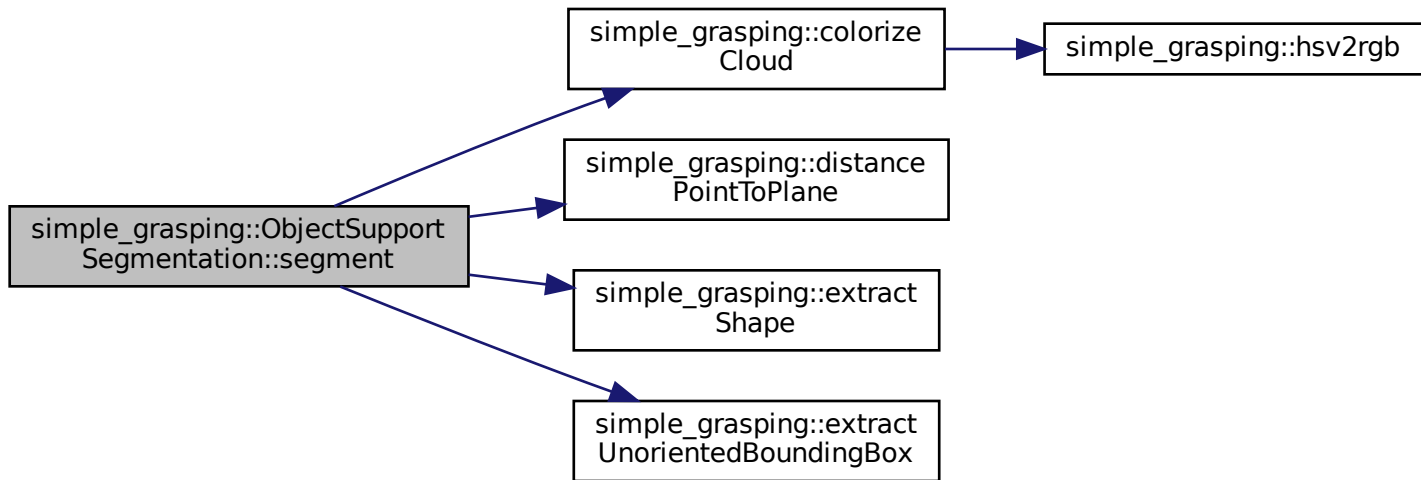 simple_grasping::colorize
Cloud
simple_grasping::hsv2rgb
simple_grasping::distance
PointToPlane
simple_grasping::ObjectSupport
Segmentation::segment
simple_grasping::extract
Shape
simple_grasping::extract
UnorientedBoundingBox